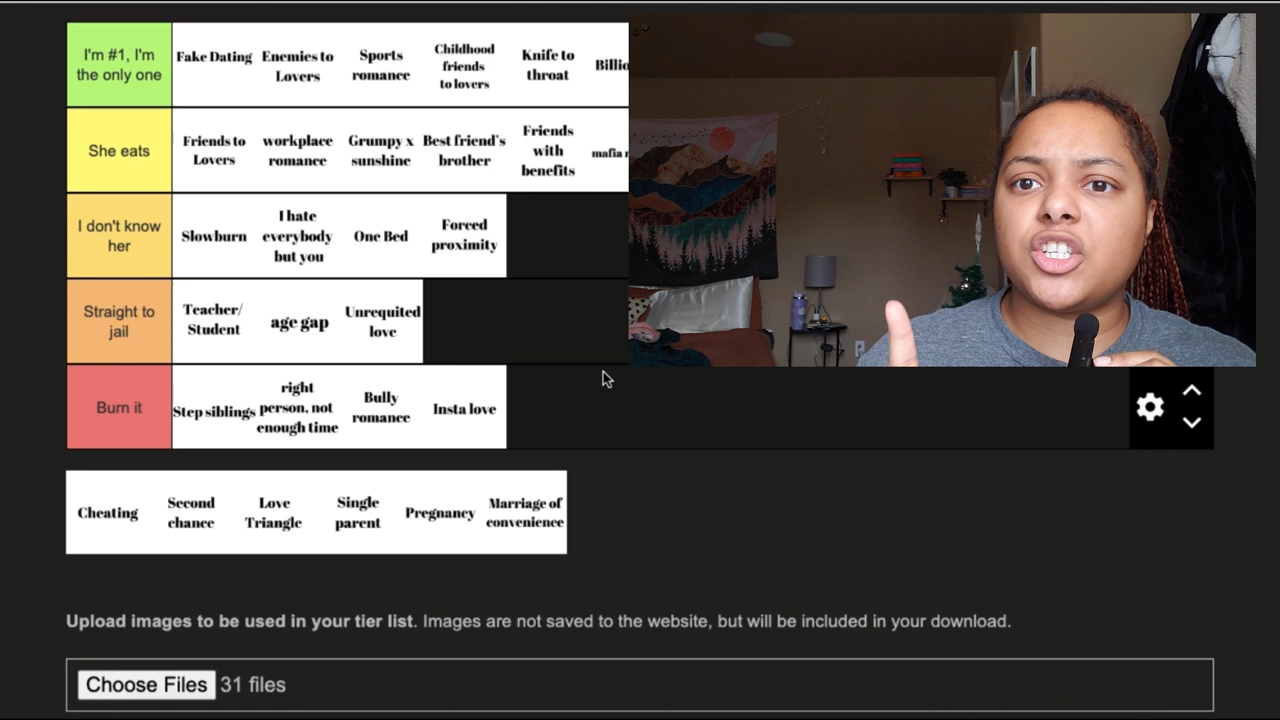 I'm #1, I'm
the only one
Fake Dating
Enemies to
Lovers
Sports
romance
Childhood
friends
to lovers
Knife to
throat
She eats
Friends to
Lovers
workplace
romance
Grumpy x
sunshine
Best friend's
brother
Friends
with
benefits
mafia
I don't know
her
Slowburn
I hate
everybody
but you
One Bed
Forced
proximity
Straight to
jail
Teacher/
Student
age gap
Unrequited
love
Burn it
Step siblings
right
person, not
enough time
Bully
romance
Insta love
Cheating
Second
chance
Love
Triangle
Single
parent
Pregnancy
Marriage of
convenience
Upload images to be used in your tier list. Images are not saved to the website, but will be included in your download.
Choose Files 31 files